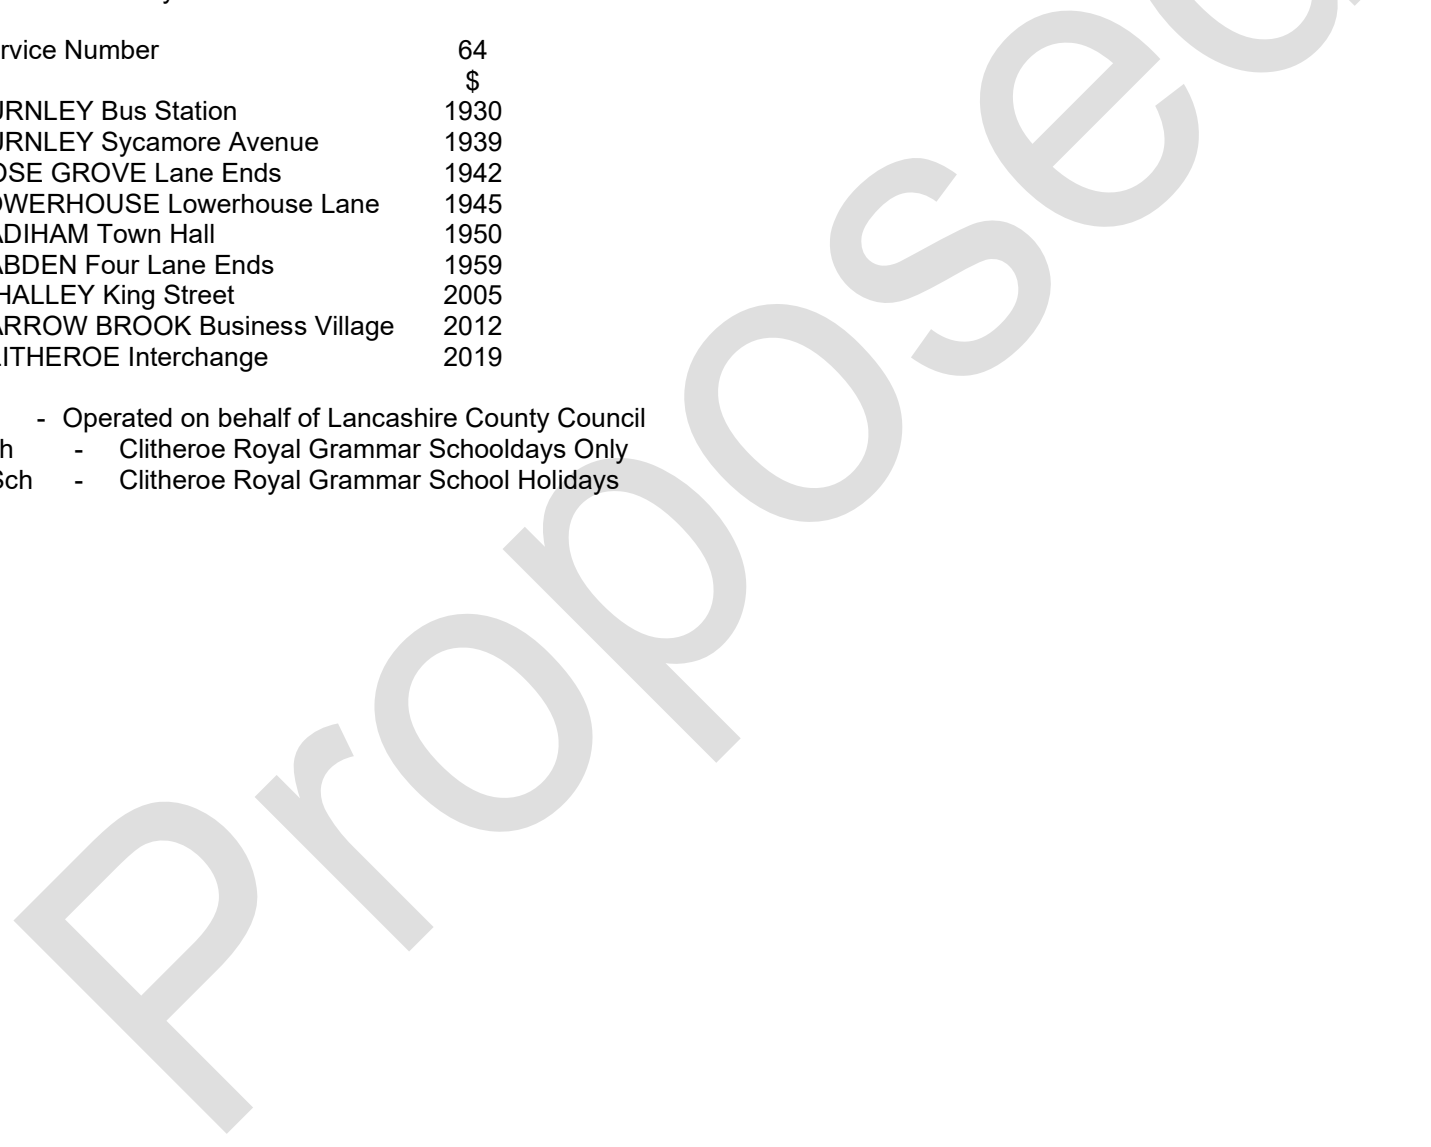 rvice Number 64
$
URNLEY Bus Station 1930
URNLEY Sycamore Avenue 1939
OSE GROVE Lane Ends 1942
OWERHOUSE Lowerhouse Lane 1945
ADIHAM Town Hall 1950
ABDEN Four Lane Ends 1959
HALLEY King Street 2005
ARROW BROOK Business Village 2012
LITHEROE Interchange 2019
- Operated on behalf of Lancashire County Council
h - Clitheroe Royal Grammar Schooldays Only
Sch - Clitheroe Royal Grammar School Holidays
Proposed